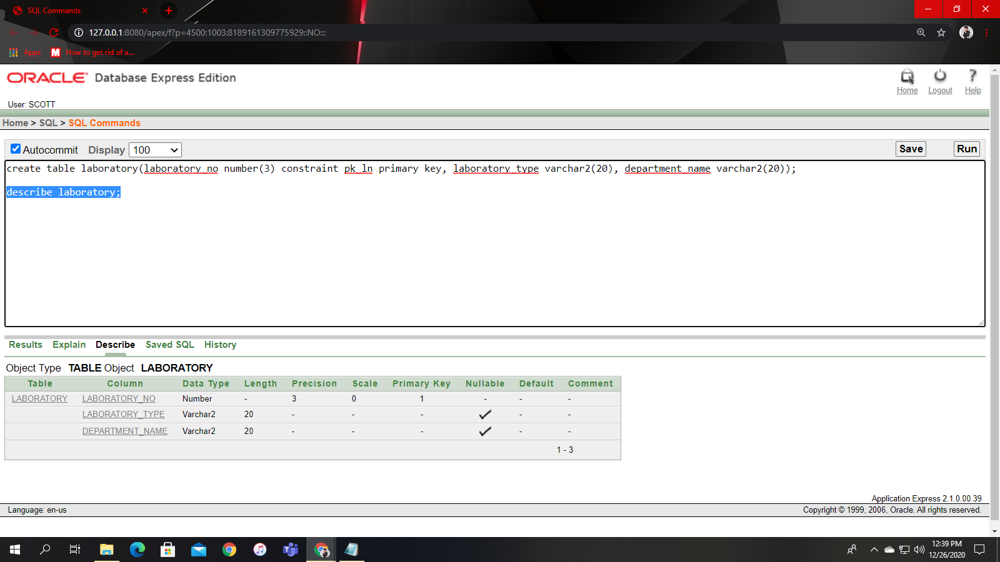 SQL Commands
127.0.0.1:8080/apex/f?p=4500:1003:8189161309775929::NO:::
Apps
How to get rid of a...
ORACLE Database Express Edition
Home Logout Help
User: SCOTT
Home > SQL > SQL Commands
Autocommit Display 100 Save Run
create table laboratory(laboratory_no number(3) constraint pk_ln primary key, laboratory_type varchar2(20), department_name varchar2(20));
describe laboratory;
Results Explain Describe Saved SQL History
Object Type TABLE Object LABORATORY
Table Column Data Type Length Precision Scale Primary Key Nullable Default Comment
LABORATORY LABORATORY_NO Number - 3 0 1 - - -
LABORATORY_TYPE Varchar2 20 - - - ✓ - -
DEPARTMENT_NAME Varchar2 20 - - - ✓ - -
1 - 3
Application Express 2.1.0.00.39
Language: en-us Copyright © 1999, 2006, Oracle. All rights reserved.
12:39 PM
12/26/2020